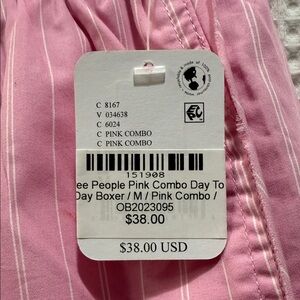 C 8167
V 034638
C 6024
C PINK COMBO
C PINK COMBO
151908
ee People Pink Combo Day To
Day Boxer / M / Pink Combo /
OB2023095
$38.00
$38.00 USD